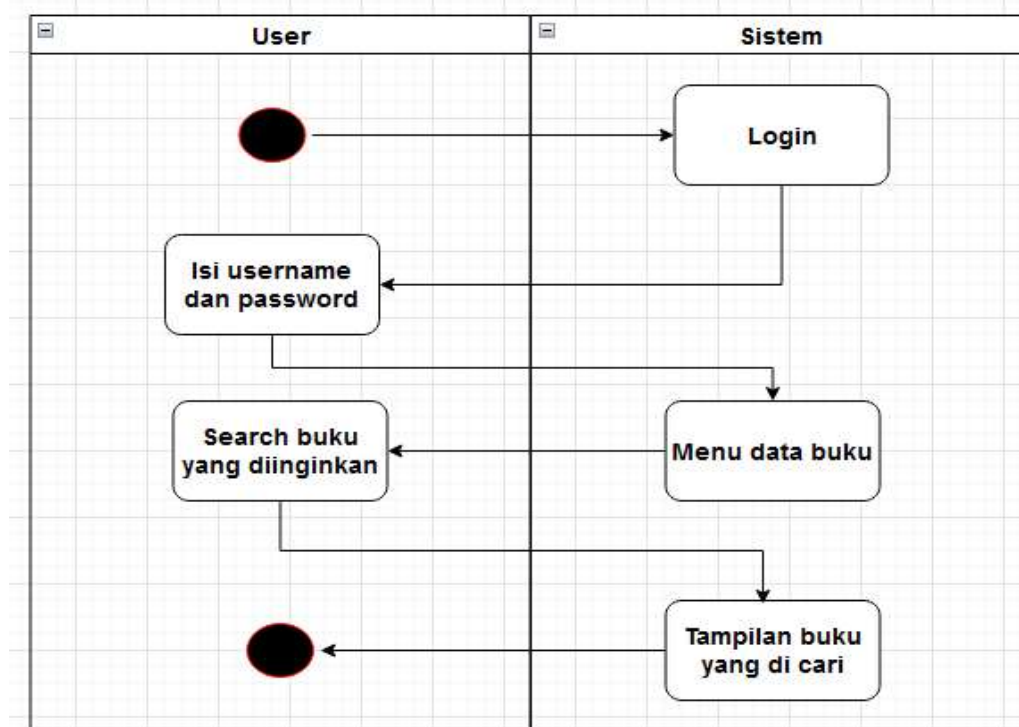 User
Sistem
Login
Isi username
dan password
Search buku
yang diinginkan
Menu data buku
Tampilan buku
yang di cari